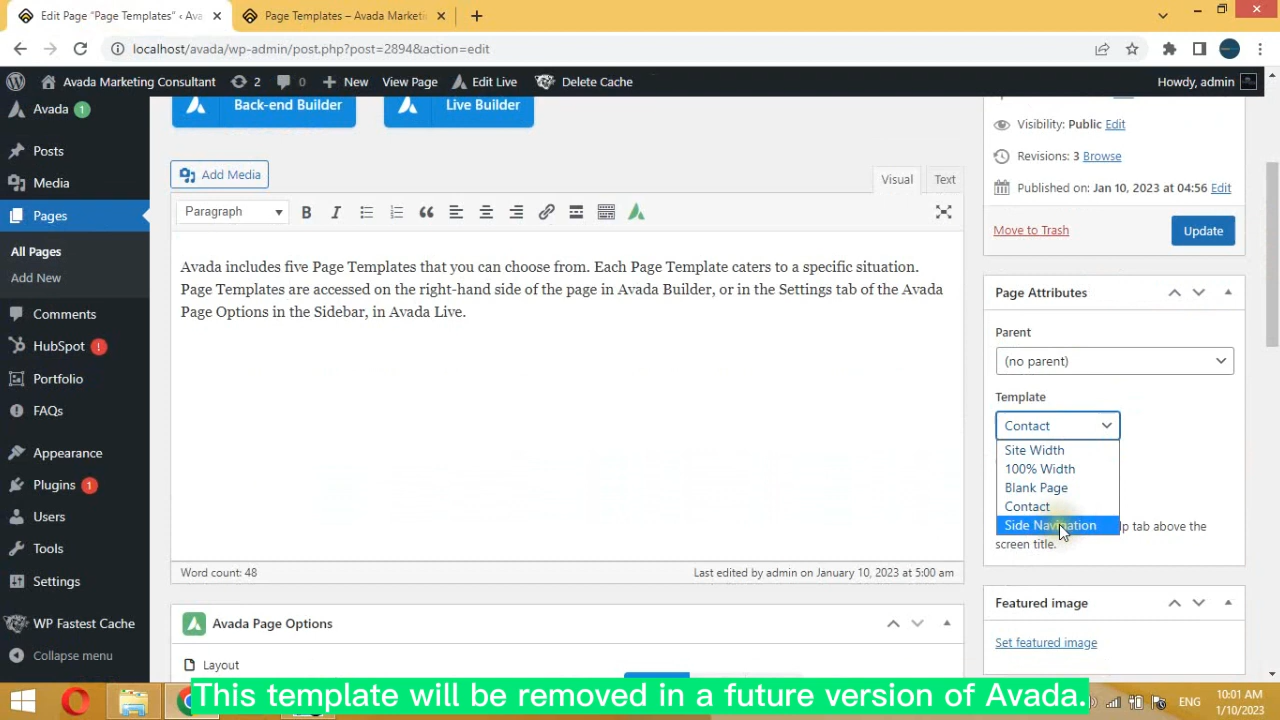 Edit Page “Page Templates” ‹ Ava
Page Templates – Avada Marketi
localhost/avada/wp-admin/post.php?post=2894&action=edit
Avada Marketing Consultant
2
0
New
View Page
Edit Live
Delete Cache
Howdy, admin
Avada 1
Posts
Media
Pages
All Pages
Add New
Comments
HubSpot !
Portfolio
FAQs
Appearance
Plugins 1
Users
Tools
Settings
WP Fastest Cache
Collapse menu
Back-end Builder
Live Builder
Add Media
Visual
Text
Paragraph
B I
Avada includes five Page Templates that you can choose from. Each Page Template caters to a specific situation.
Page Templates are accessed on the right-hand side of the page in Avada Builder, or in the Settings tab of the Avada
Page Options in the Sidebar, in Avada Live.
Word count: 48
Last edited by admin on January 10, 2023 at 5:00 am
Avada Page Options
Layout
Visibility: Public Edit
Revisions: 3 Browse
Published on: Jan 10, 2023 at 04:56 Edit
Move to Trash
Update
Page Attributes
Parent
(no parent)
Template
Contact
Site Width
100% Width
Blank Page
Contact
Side Navigation
tab above the
screen title.
Featured image
Set featured image
This template will be removed in a future version of Avada.
ENG
10:01 AM
1/10/2023